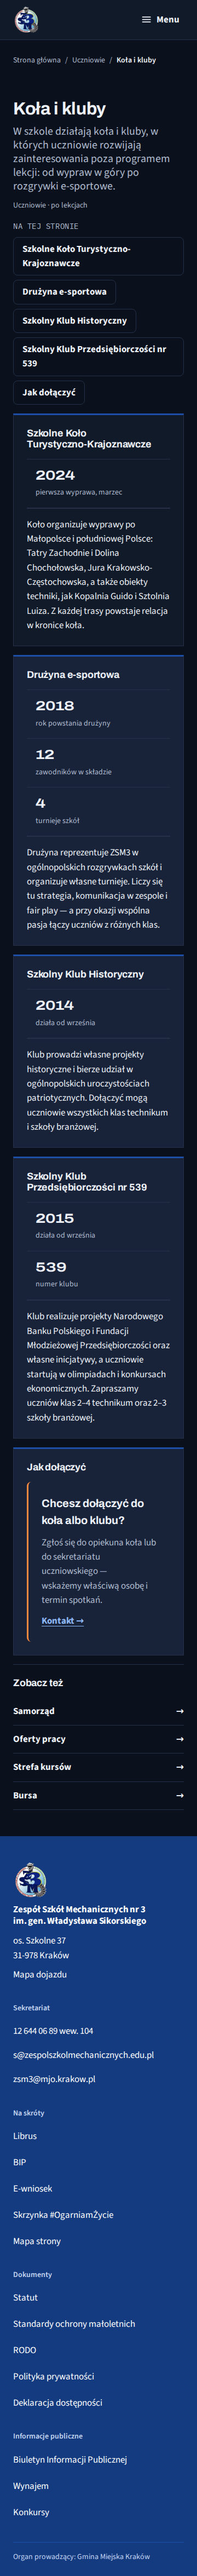 Menu
Strona główna / Uczniowie / Koła i kluby
Koła i kluby
W szkole działają koła i kluby, w
których uczniowie rozwijają
zainteresowania poza programem
lekcji: od wypraw w góry po
rozgrywki e-sportowe.
Uczniowie · po lekcjach
NA TEJ STRONIE
Szkolne Koło Turystyczno-
Krajoznawcze
Drużyna e-sportowa
Szkolny Klub Historyczny
Szkolny Klub Przedsiębiorczości nr
539
Jak dołączyć
Szkolne Koło
Turystyczno-Krajoznawcze
2024
pierwsza wyprawa, marzec
Koło organizuje wyprawy po
Małopolsce i południowej Polsce:
Tatry Zachodnie i Dolina
Chochołowska, Jura Krakowsko-
Częstochowska, a także obiekty
techniki, jak Kopalnia Guido i Sztolnia
Luiza. Z każdej trasy powstaje relacja
w kronice koła.
Drużyna e-sportowa
2018
rok powstania drużyny
12
zawodników w składzie
4
turnieje szkół
Drużyna reprezentuje ZSM3 w
ogólnopolskich rozgrywkach szkół i
organizuje własne turnieje. Liczy się
tu strategia, komunikacja w zespole i
fair play — a przy okazji wspólna
pasja łączy uczniów z różnych klas.
Szkolny Klub Historyczny
2014
działa od września
Klub prowadzi własne projekty
historyczne i bierze udział w
ogólnopolskich uroczystościach
patriotycznych. Dołączyć mogą
uczniowie wszystkich klas technikum
i szkoły branżowej.
Szkolny Klub
Przedsiębiorczości nr 539
2015
działa od września
539
numer klubu
Klub realizuje projekty Narodowego
Banku Polskiego i Fundacji
Młodzieżowej Przedsiębiorczości oraz
własne inicjatywy, a uczniowie
startują w olimpiadach i konkursach
ekonomicznych. Zapraszamy
uczniów klas 2–4 technikum oraz 2–3
szkoły branżowej.
Jak dołączyć
Chcesz dołączyć do
koła albo klubu?
Zgłoś się do opiekuna koła lub
do sekretariatu
uczniowskiego —
wskażemy właściwą osobę i
termin spotkań.
Kontakt →
Zobacz też
Samorząd →
Oferty pracy →
Strefa kursów →
Bursa →
Zespół Szkół Mechanicznych nr 3
im. gen. Władysława Sikorskiego
os. Szkolne 37
31-978 Kraków
Mapa dojazdu
Sekretariat
12 644 06 89 wew. 104
s@zespolszkolmechanicznych.edu.pl
zsm3@mjo.krakow.pl
Na skróty
Librus
BIP
E-wniosek
Skrzynka #OgarniamŻycie
Mapa strony
Dokumenty
Statut
Standardy ochrony małoletnich
RODO
Polityka prywatności
Deklaracja dostępności
Informacje publiczne
Biuletyn Informacji Publicznej
Wynajem
Konkursy
Organ prowadzący: Gmina Miejska Kraków